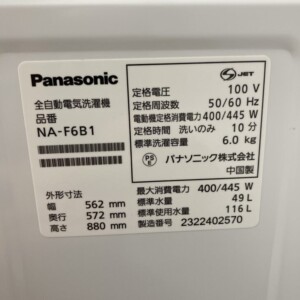 Panasonic
全自動電気洗濯機
品番
NA-F6B1
外形寸法
幅 562 mm
奥行 572 mm
高さ 880 mm
S JET
定格電圧 100 V
定格周波数 50/60 Hz
電動機定格消費電力 400/445 W
定格時間 洗いのみ 10 分
標準洗濯容量 6.0 kg
PS E
パナソニック株式会社
中国製
最大消費電力 400/445 W
標準水量 49 L
標準使用水量 116 L
製造番号 2322402570